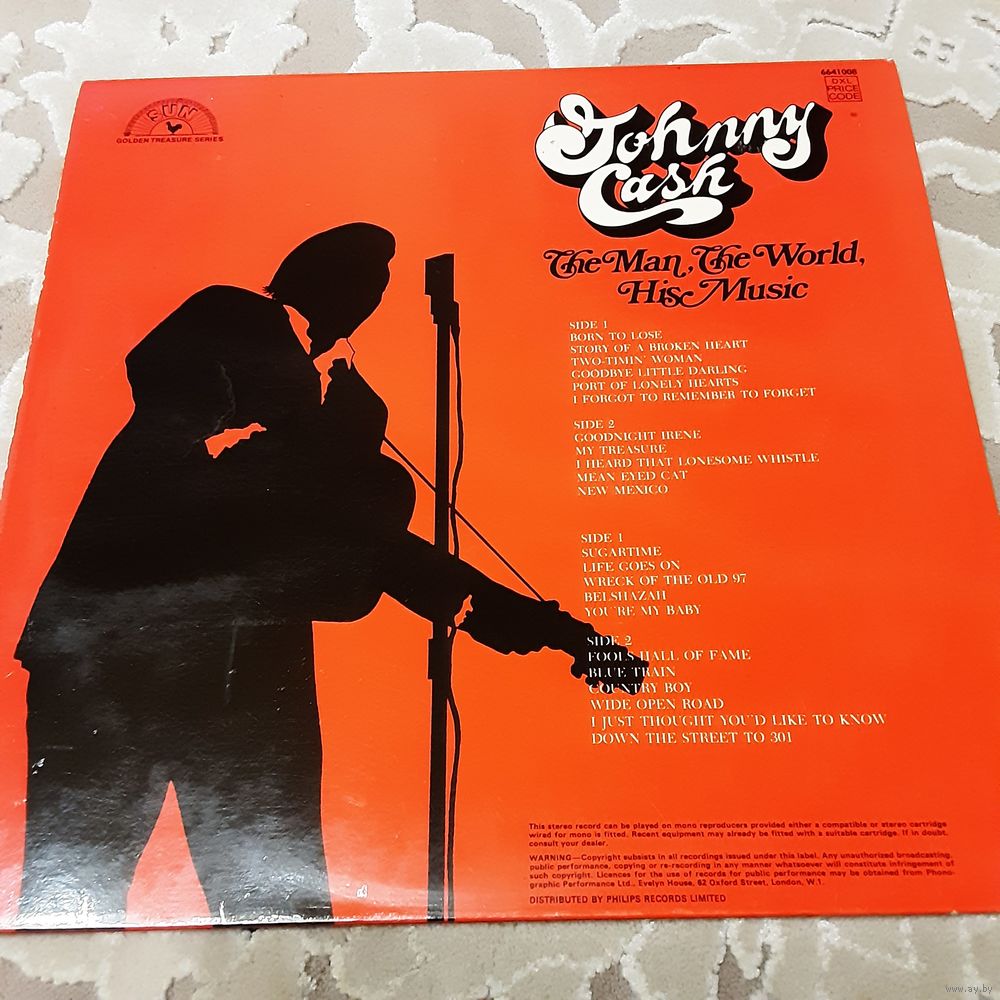 SUN
GOLDEN TREASURE SERIES
6641008
DXL
PRICE
CODE
Johnny
Cash
The Man, The World,
His Music
SIDE 1
BORN TO LOSE
STORY OF A BROKEN HEART
TWO-TIMIN' WOMAN
GOODBYE LITTLE DARLING
PORT OF LONELY HEARTS
I FORGOT TO REMEMBER TO FORGET
SIDE 2
GOODNIGHT IRENE
MY TREASURE
I HEARD THAT LONESOME WHISTLE
MEAN EYED CAT
NEW MEXICO
SIDE 1
SUGARTIME
LIFE GOES ON
WRECK OF THE OLD 97
BELSHAZAH
YOU'RE MY BABY
SIDE 2
FOOLS HALL OF FAME
BLUE TRAIN
COUNTRY BOY
WIDE OPEN ROAD
I JUST THOUGHT YOU'D LIKE TO KNOW
DOWN THE STREET TO 301
This stereo record can be played on mono reproducers provided either a compatible or stereo cartridge
wired for mono is fitted. Recent equipment may already be fitted with a suitable cartridge. If in doubt,
consult your dealer.
WARNING—Copyright subsists in all recordings issued under this label. Any unauthorized broadcasting,
public performance, copying or re-recording in any manner whatsoever will constitute infringement of
such copyright. Licences for the use of records for public performance may be obtained from Phono-
graphic Performance Ltd., Evelyn House, 62 Oxford Street, London, W.1.
DISTRIBUTED BY PHILIPS RECORDS LIMITED
www.ay.by